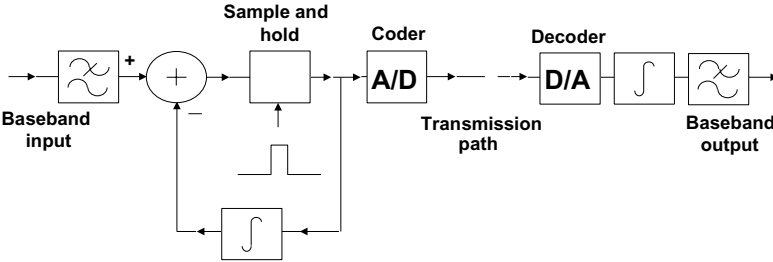 Sample and
hold
Coder
Decoder
+
+
A/D
D/A
∫
Baseband
input
−
Transmission
path
Baseband
output
∫